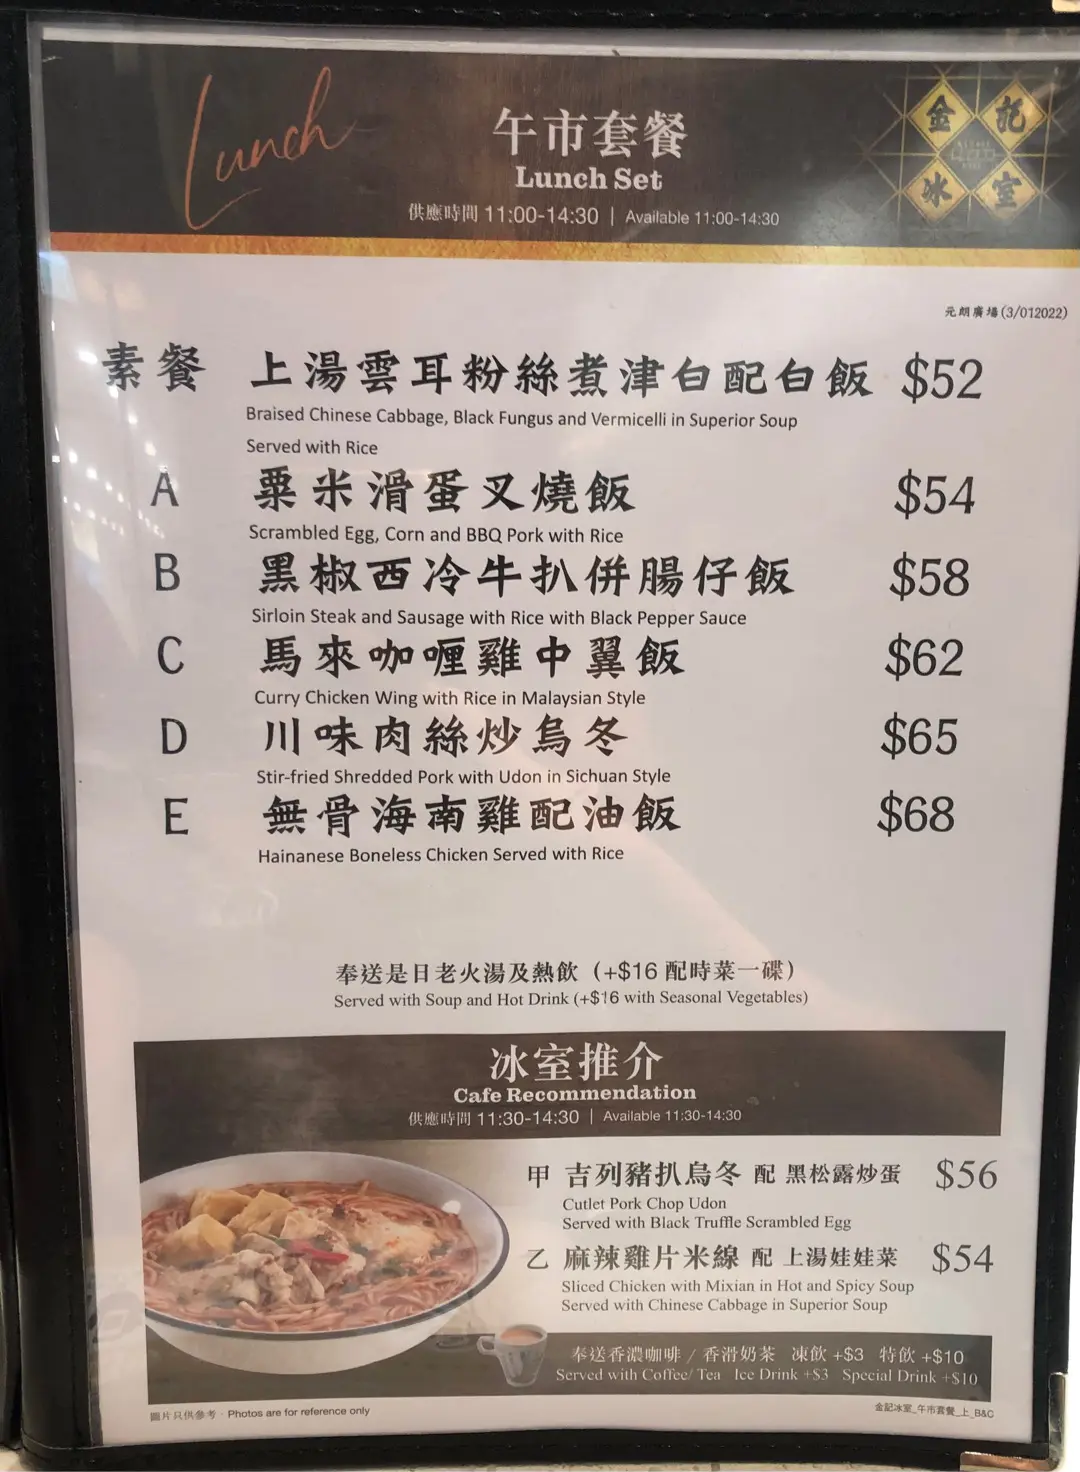 Lunch
午市套餐
Lunch Set
供應時間 11:00-14:30 | Available 11:00-14:30
金記
冰室
元朗廣場(3/012022)
素餐 上湯雲耳粉絲煮津白配白飯 $52
Braised Chinese Cabbage, Black Fungus and Vermicelli in Superior Soup
Served with Rice
A 粟米滑蛋叉燒飯 $54
Scrambled Egg, Corn and BBQ Pork with Rice
B 黑椒西冷牛扒併腸仔飯 $58
Sirloin Steak and Sausage with Rice with Black Pepper Sauce
C 馬來咖喱雞中翼飯 $62
Curry Chicken Wing with Rice in Malaysian Style
D 川味肉絲炒烏冬 $65
Stir-fried Shredded Pork with Udon in Sichuan Style
E 無骨海南雞配油飯 $68
Hainanese Boneless Chicken Served with Rice
奉送是日老火湯及熱飲（+$16 配時菜一碟）
Served with Soup and Hot Drink (+$16 with Seasonal Vegetables)
冰室推介
Cafe Recommendation
供應時間 11:30-14:30 | Available 11:30-14:30
甲 吉列豬扒烏冬 配 黑松露炒蛋 $56
Cutlet Pork Chop Udon
Served with Black Truffle Scrambled Egg
乙 麻辣雞片米線 配 上湯娃娃菜 $54
Sliced Chicken with Mixian in Hot and Spicy Soup
Served with Chinese Cabbage in Superior Soup
奉送香濃咖啡 / 香滑奶茶 凍飲 +$3 特飲 +$10
Served with Coffee/ Tea Ice Drink +$3 Special Drink +$10
圖片只供參考 · Photos are for reference only
金記冰室_午市套餐_上_B&C